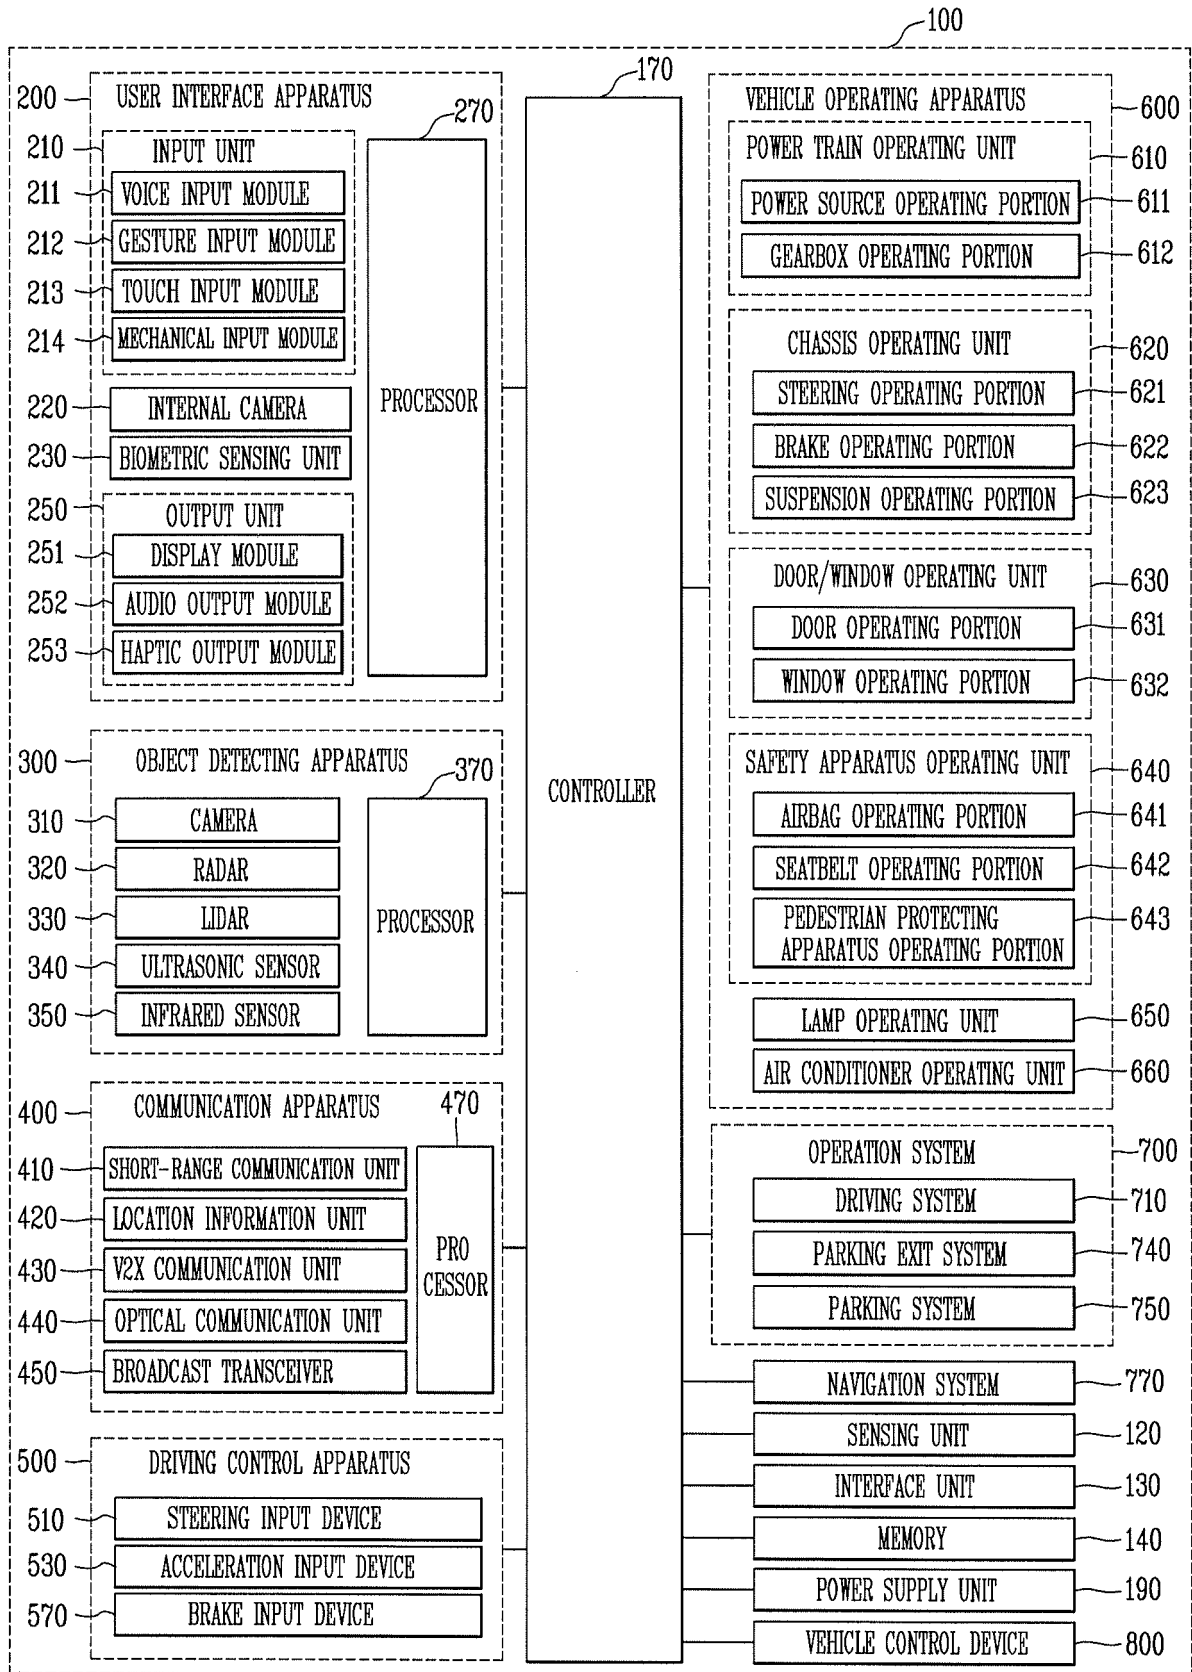 100
170
200 USER INTERFACE APPARATUS
270
210 INPUT UNIT
211 VOICE INPUT MODULE
212 GESTURE INPUT MODULE
213 TOUCH INPUT MODULE
214 MECHANICAL INPUT MODULE
220 INTERNAL CAMERA
230 BIOMETRIC SENSING UNIT
PROCESSOR
250 OUTPUT UNIT
251 DISPLAY MODULE
252 AUDIO OUTPUT MODULE
253 HAPTIC OUTPUT MODULE
300 OBJECT DETECTING APPARATUS
370
310 CAMERA
320 RADAR
330 LIDAR
340 ULTRASONIC SENSOR
350 INFRARED SENSOR
PROCESSOR
400 COMMUNICATION APPARATUS
470
410 SHORT-RANGE COMMUNICATION UNIT
420 LOCATION INFORMATION UNIT
430 V2X COMMUNICATION UNIT
440 OPTICAL COMMUNICATION UNIT
450 BROADCAST TRANSCEIVER
PRO
CESSOR
500 DRIVING CONTROL APPARATUS
510 STEERING INPUT DEVICE
530 ACCELERATION INPUT DEVICE
570 BRAKE INPUT DEVICE
CONTROLLER
VEHICLE OPERATING APPARATUS 600
POWER TRAIN OPERATING UNIT 610
POWER SOURCE OPERATING PORTION 611
GEARBOX OPERATING PORTION 612
CHASSIS OPERATING UNIT 620
STEERING OPERATING PORTION 621
BRAKE OPERATING PORTION 622
SUSPENSION OPERATING PORTION 623
DOOR/WINDOW OPERATING UNIT 630
DOOR OPERATING PORTION 631
WINDOW OPERATING PORTION 632
SAFETY APPARATUS OPERATING UNIT 640
AIRBAG OPERATING PORTION 641
SEATBELT OPERATING PORTION 642
PEDESTRIAN PROTECTING
APPARATUS OPERATING PORTION 643
LAMP OPERATING UNIT 650
AIR CONDITIONER OPERATING UNIT 660
OPERATION SYSTEM 700
DRIVING SYSTEM 710
PARKING EXIT SYSTEM 740
PARKING SYSTEM 750
NAVIGATION SYSTEM 770
SENSING UNIT 120
INTERFACE UNIT 130
MEMORY 140
POWER SUPPLY UNIT 190
VEHICLE CONTROL DEVICE 800